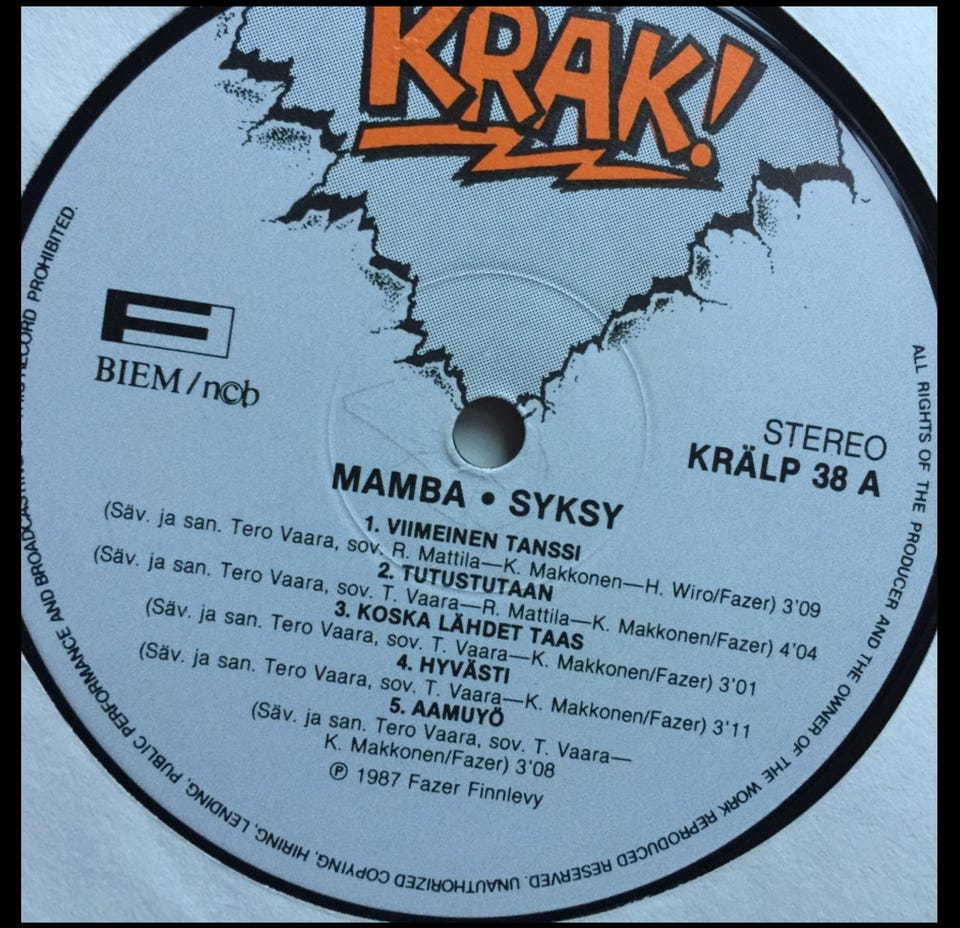 KRAK!
BIEM/n©b
STEREO
KRÄLP 38 A
MAMBA • SYKSY
1. VIIMEINEN TANSSI
(Säv. ja san. Tero Vaara, sov. R. Mattila—K. Makkonen—H. Wiro/Fazer) 3'09
2. TUTUSTUTAAN
(Säv. ja san. Tero Vaara, sov. T. Vaara—R. Mattila—K. Makkonen/Fazer) 4'04
3. KOSKA LÄHDET TAAS
(Säv. ja san. Tero Vaara, sov. T. Vaara—K. Makkonen/Fazer) 3'01
4. HYVÄSTI
(Säv. ja san. Tero Vaara, sov. T. Vaara—K. Makkonen/Fazer) 3'11
5. AAMUYÖ
(Säv. ja san. Tero Vaara, sov. T. Vaara—
K. Makkonen/Fazer) 3'08
℗ 1987 Fazer Finnlevy
ALL RIGHTS OF THE PRODUCER AND THE OWNER OF THE WORK REPRODUCED RESERVED. UNAUTHORIZED COPYING, HIRING, LENDING, PUBLIC PERFORMANCE AND BROADCASTING RECORD PROHIBITED.